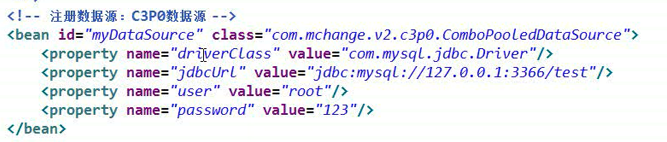 <!-- 注册数据源：C3P0数据源 -->
<bean id="myDataSource" class="com.mchange.v2.c3p0.ComboPooledDataSource">
<property name="driverClass" value="com.mysql.jdbc.Driver"/>
<property name="jdbcUrl" value="jdbc:mysql://127.0.0.1:3366/test"/>
<property name="user" value="root"/>
<property name="password" value="123"/>
</bean>